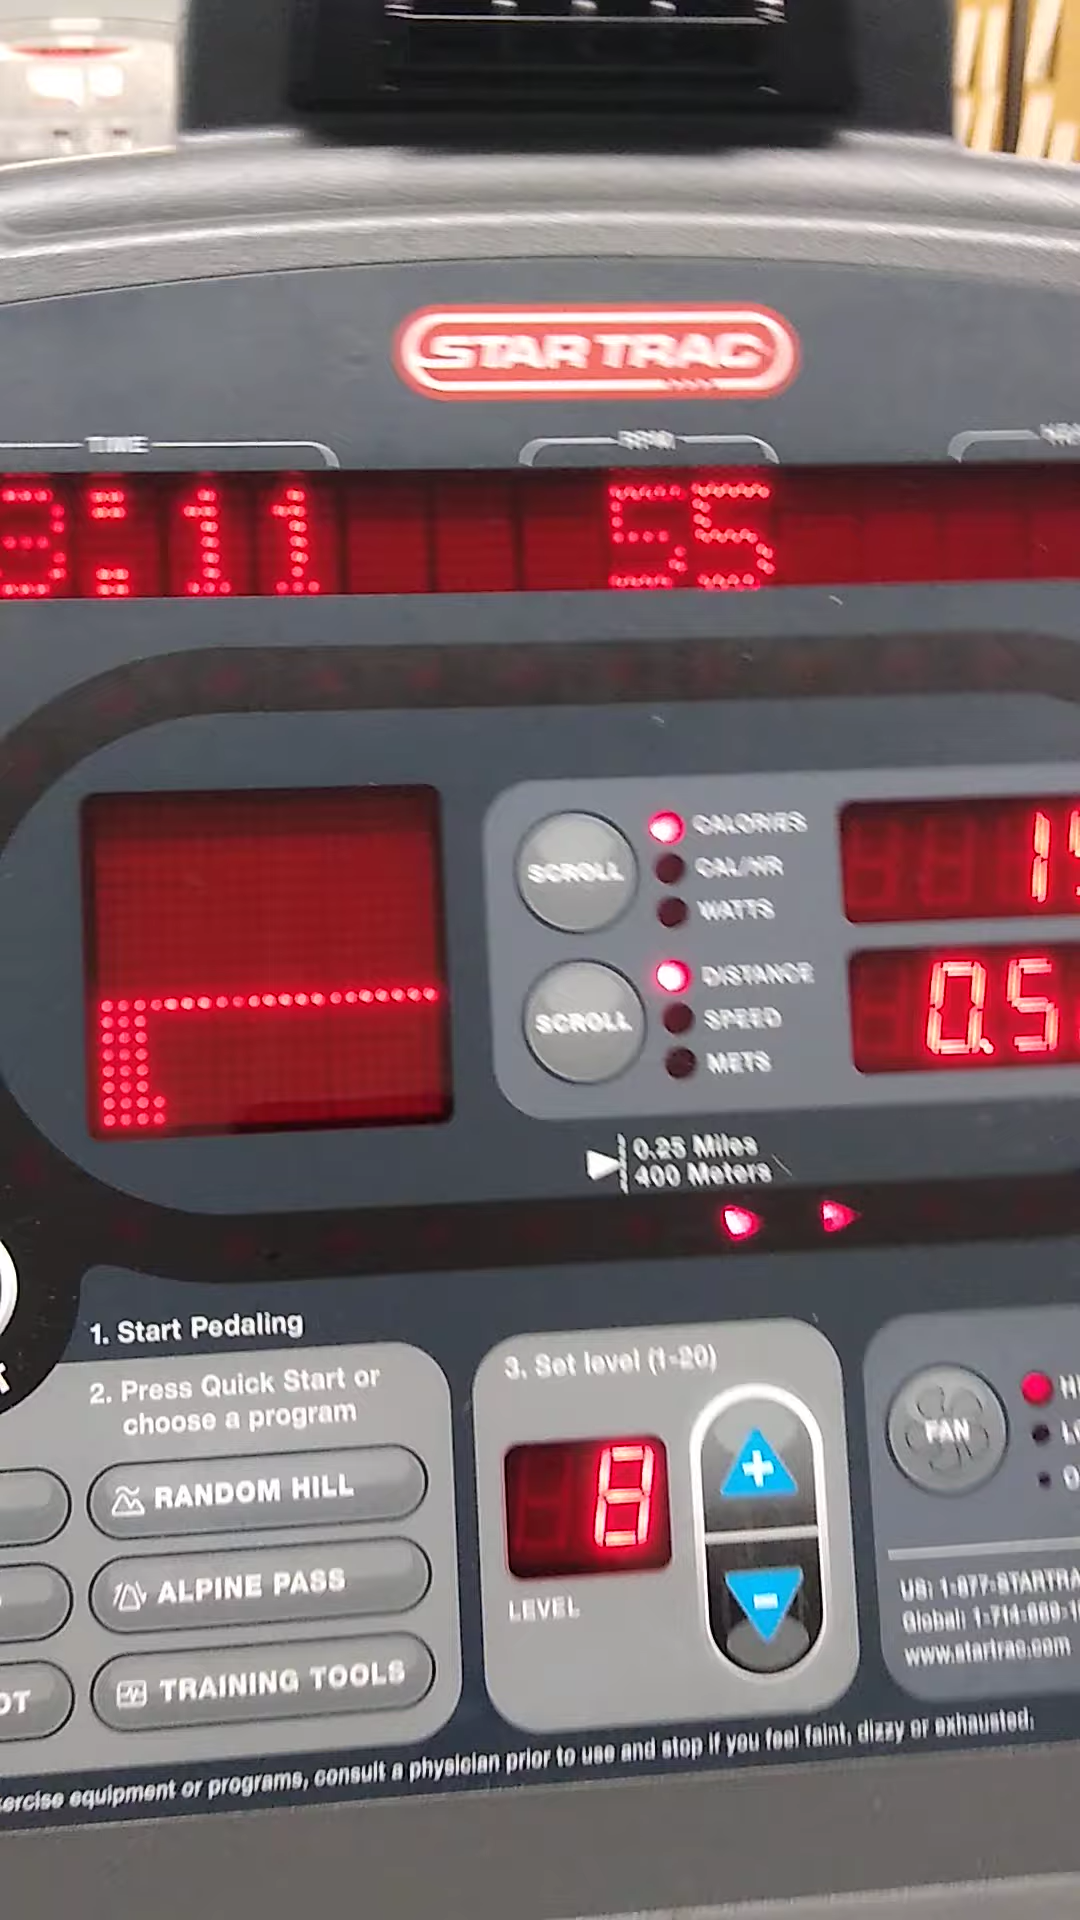 STAR TRAC
TIME
RPM
3:11
55
SCROLL
CALORIES
CAL/HR
WATTS
SCROLL
DISTANCE
SPEED
METS
0.5
0.25 Miles
400 Meters
1. Start Pedaling
2. Press Quick Start or
choose a program
RANDOM HILL
ALPINE PASS
TRAINING TOOLS
3. Set level (1-20)
8
LEVEL
+
-
FAN
US: 1-877-STARTRA
Global: 1-714-669-1
www.startrac.com
equipment or programs, consult a physician prior to use and stop if you feel faint, dizzy or exhausted.